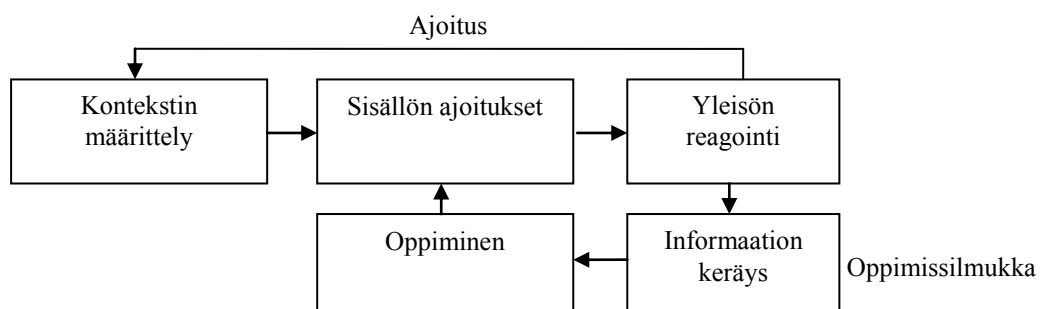 Ajoitus
Kontekstin
määrittely
Sisällön ajoitukset
Yleisön
reagointi
Oppiminen
Informaation
keräys
Oppimissilmukka